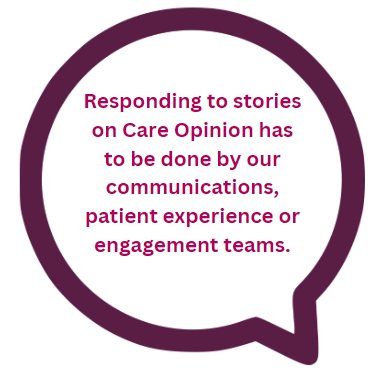 Responding to stories
on Care Opinion has
to be done by our
communications,
patient experience or
engagement teams.